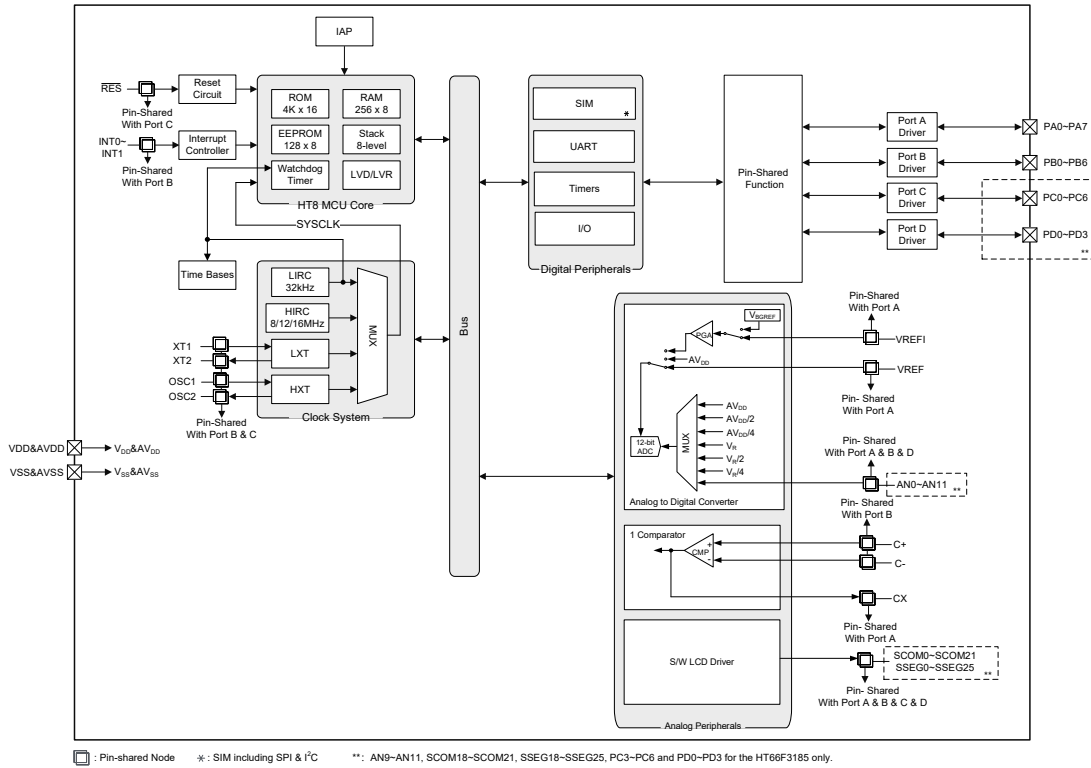 IAP
RES
Reset
Circuit
Pin-Shared
With Port C
INT0~
INT1
Interrupt
Controller
Pin-Shared
With Port B
ROM
4K x 16
RAM
256 x 8
EEPROM
128 x 8
Stack
8-level
Watchdog
Timer
LVD/LVR
HT8 MCU Core
SYSCLK
Time Bases
LIRC
32kHz
HIRC
8/12/16MHz
LXT
HXT
MUX
Clock System
XT1
XT2
OSC1
OSC2
Pin-Shared
With Port B & C
VDD&AVDD
VDD&AVDD
VSS&AVSS
VSS&AVSS
Bus
SIM
*
UART
Timers
I/O
Digital Peripherals
Pin-Shared
Function
Port A
Driver
Port B
Driver
Port C
Driver
Port D
Driver
PA0~PA7
PB0~PB6
PC0~PC6
PD0~PD3
**
VBGREF
PGA
AVDD
12-bit
ADC
MUX
AVDD
AVDD/2
AVDD/4
VR
VR/2
VR/4
Analog to Digital Converter
Pin-Shared
With Port A
VREFI
VREF
Pin- Shared
With Port A
Pin- Shared
With Port A & B & D
AN0~AN11
**
Pin- Shared
With Port B
1 Comparator
+
-
CMP
C+
C-
CX
Pin- Shared
With Port A
S/W LCD Driver
SCOM0~SCOM21
SSEG0~SSEG25
**
Pin- Shared
With Port A & B & C & D
Analog Peripherals
: Pin-shared Node
* : SIM including SPI & I²C
**: AN9~AN11, SCOM18~SCOM21, SSEG18~SSEG25, PC3~PC6 and PD0~PD3 for the HT66F3185 only.